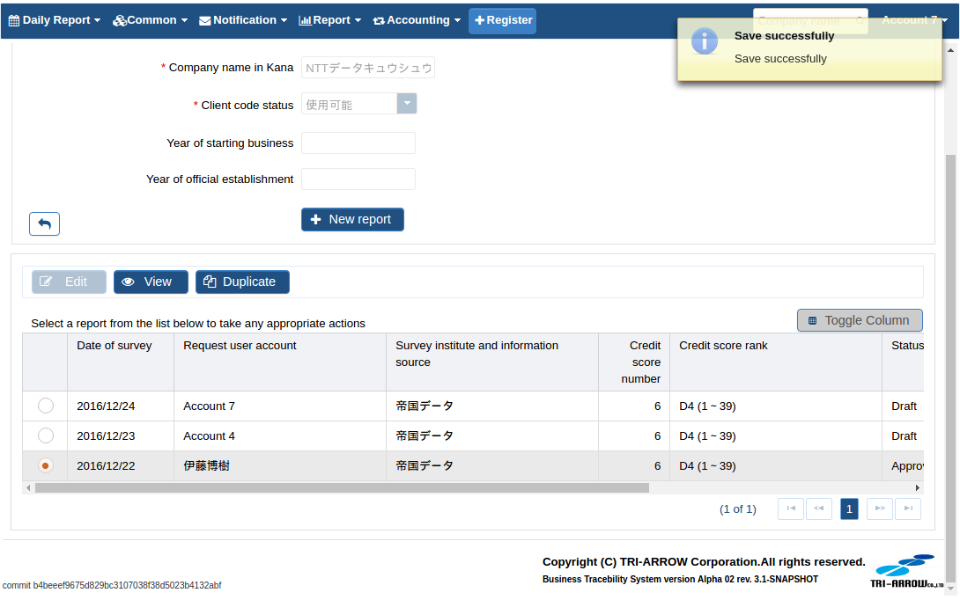 Daily Report Common Notification Report Accounting Register Account 7
Save successfully
Save successfully
* Company name in Kana NTTデータキュウシュウ
* Client code status 使用可能
Year of starting business
Year of official establishment
New report
Edit View Duplicate
Select a report from the list below to take any appropriate actions
Toggle Column
Date of survey Request user account Survey institute and information source Credit score number Credit score rank Status
2016/12/24 Account 7 帝国データ 6 D4 (1 ~ 39) Draft
2016/12/23 Account 4 帝国データ 6 D4 (1 ~ 39) Draft
2016/12/22 伊藤博樹 帝国データ 6 D4 (1 ~ 39) Approv
(1 of 1) 1
Copyright (C) TRI-ARROW Corporation.All rights reserved.
Business Tracebility System version Alpha 02 rev. 3.1-SNAPSHOT
TRI-ARROW Co.,LTD
commit b4beeef9675d829bc3107038f38d5023b4132abf